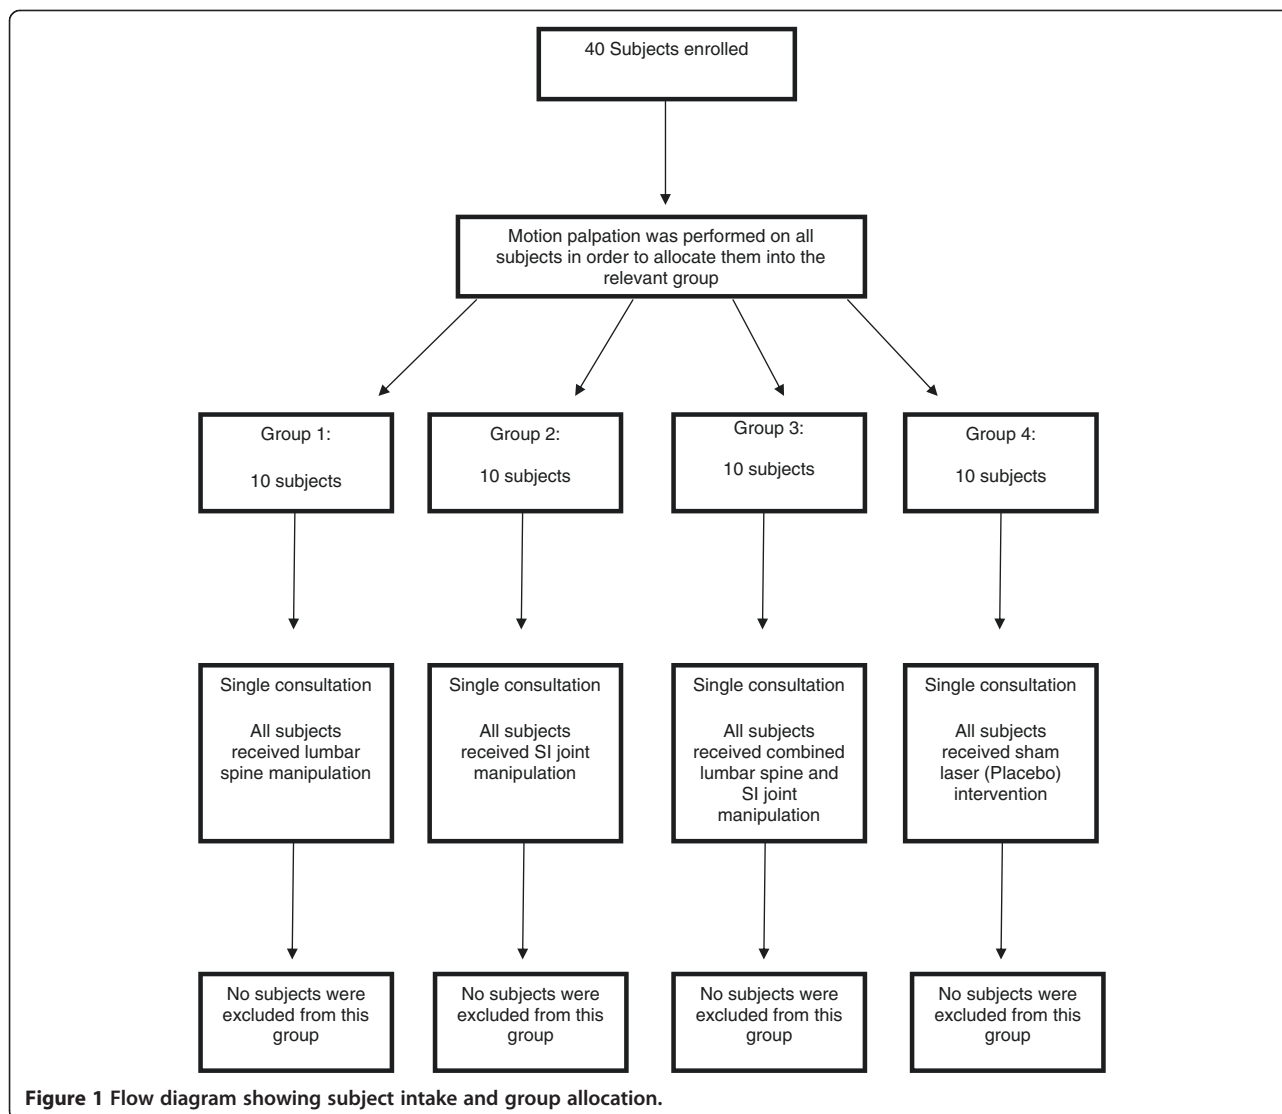 40 Subjects enrolled
Motion palpation was performed on all
subjects in order to allocate them into the
relevant group
Group 1:
10 subjects
Group 2:
10 subjects
Group 3:
10 subjects
Group 4:
10 subjects
Single consultation
All subjects
received lumbar
spine manipulation
Single consultation
All subjects
received SI joint
manipulation
Single consultation
All subjects
received combined
lumbar spine and
SI joint
manipulation
Single consultation
All subjects
received sham
laser (Placebo)
intervention
No subjects were
excluded from this
group
No subjects were
excluded from this
group
No subjects were
excluded from this
group
No subjects were
excluded from this
group
Figure 1 Flow diagram showing subject intake and group allocation.